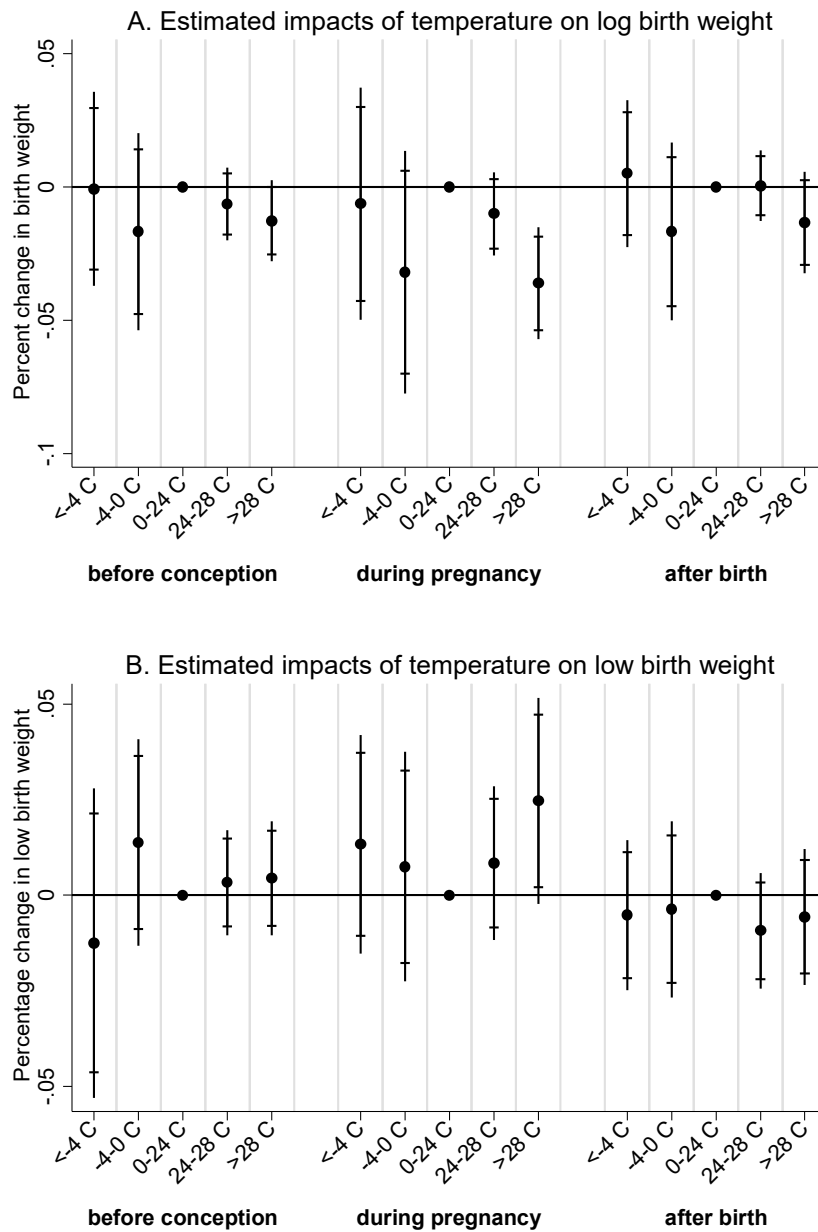 A. Estimated impacts of temperature on log birth weight
Percent change in birth weight
.05
0
-.05
-.1
<-4 C
-4-0 C
0-24 C
24-28 C
>28 C
<-4 C
-4-0 C
0-24 C
24-28 C
>28 C
<-4 C
-4-0 C
0-24 C
24-28 C
>28 C
before conception
during pregnancy
after birth
B. Estimated impacts of temperature on low birth weight
Percentage change in low birth weight
.05
0
-.05
<-4 C
-4-0 C
0-24 C
24-28 C
>28 C
<-4 C
-4-0 C
0-24 C
24-28 C
>28 C
<-4 C
-4-0 C
0-24 C
24-28 C
>28 C
before conception
during pregnancy
after birth